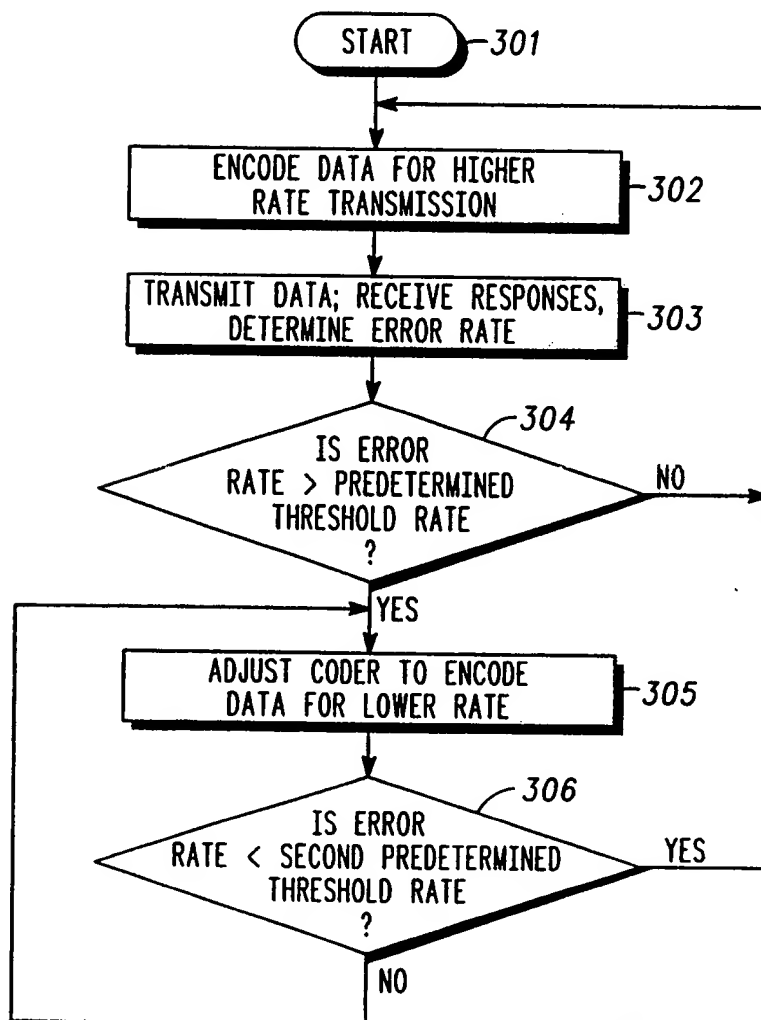 START
301
ENCODE DATA FOR HIGHER
RATE TRANSMISSION
302
TRANSMIT DATA; RECEIVE RESPONSES,
DETERMINE ERROR RATE
303
304
IS ERROR
RATE > PREDETERMINED
THRESHOLD RATE
?
NO
YES
ADJUST CODER TO ENCODE
DATA FOR LOWER RATE
305
306
IS ERROR
RATE < SECOND PREDETERMINED
THRESHOLD RATE
?
YES
NO